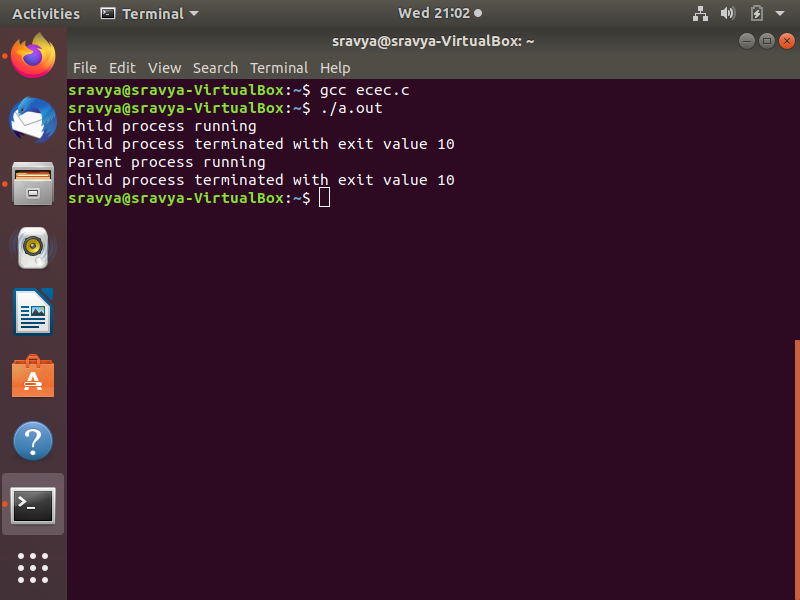 Activities Terminal Wed 21:02
sravya@sravya-VirtualBox: ~
File Edit View Search Terminal Help
sravya@sravya-VirtualBox:~$ gcc ecec.c
sravya@sravya-VirtualBox:~$ ./a.out
Child process running
Child process terminated with exit value 10
Parent process running
Child process terminated with exit value 10
sravya@sravya-VirtualBox:~$